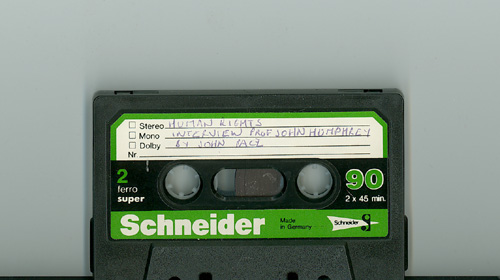 Stereo HUMAN RIGHTS
Mono INTERVIEW PROF JOHN HUMPHREY
Dolby BY JOHN
Nr
2 90
ferro
super 2 x 45 min.
Schneider Made in Germany Schneider S